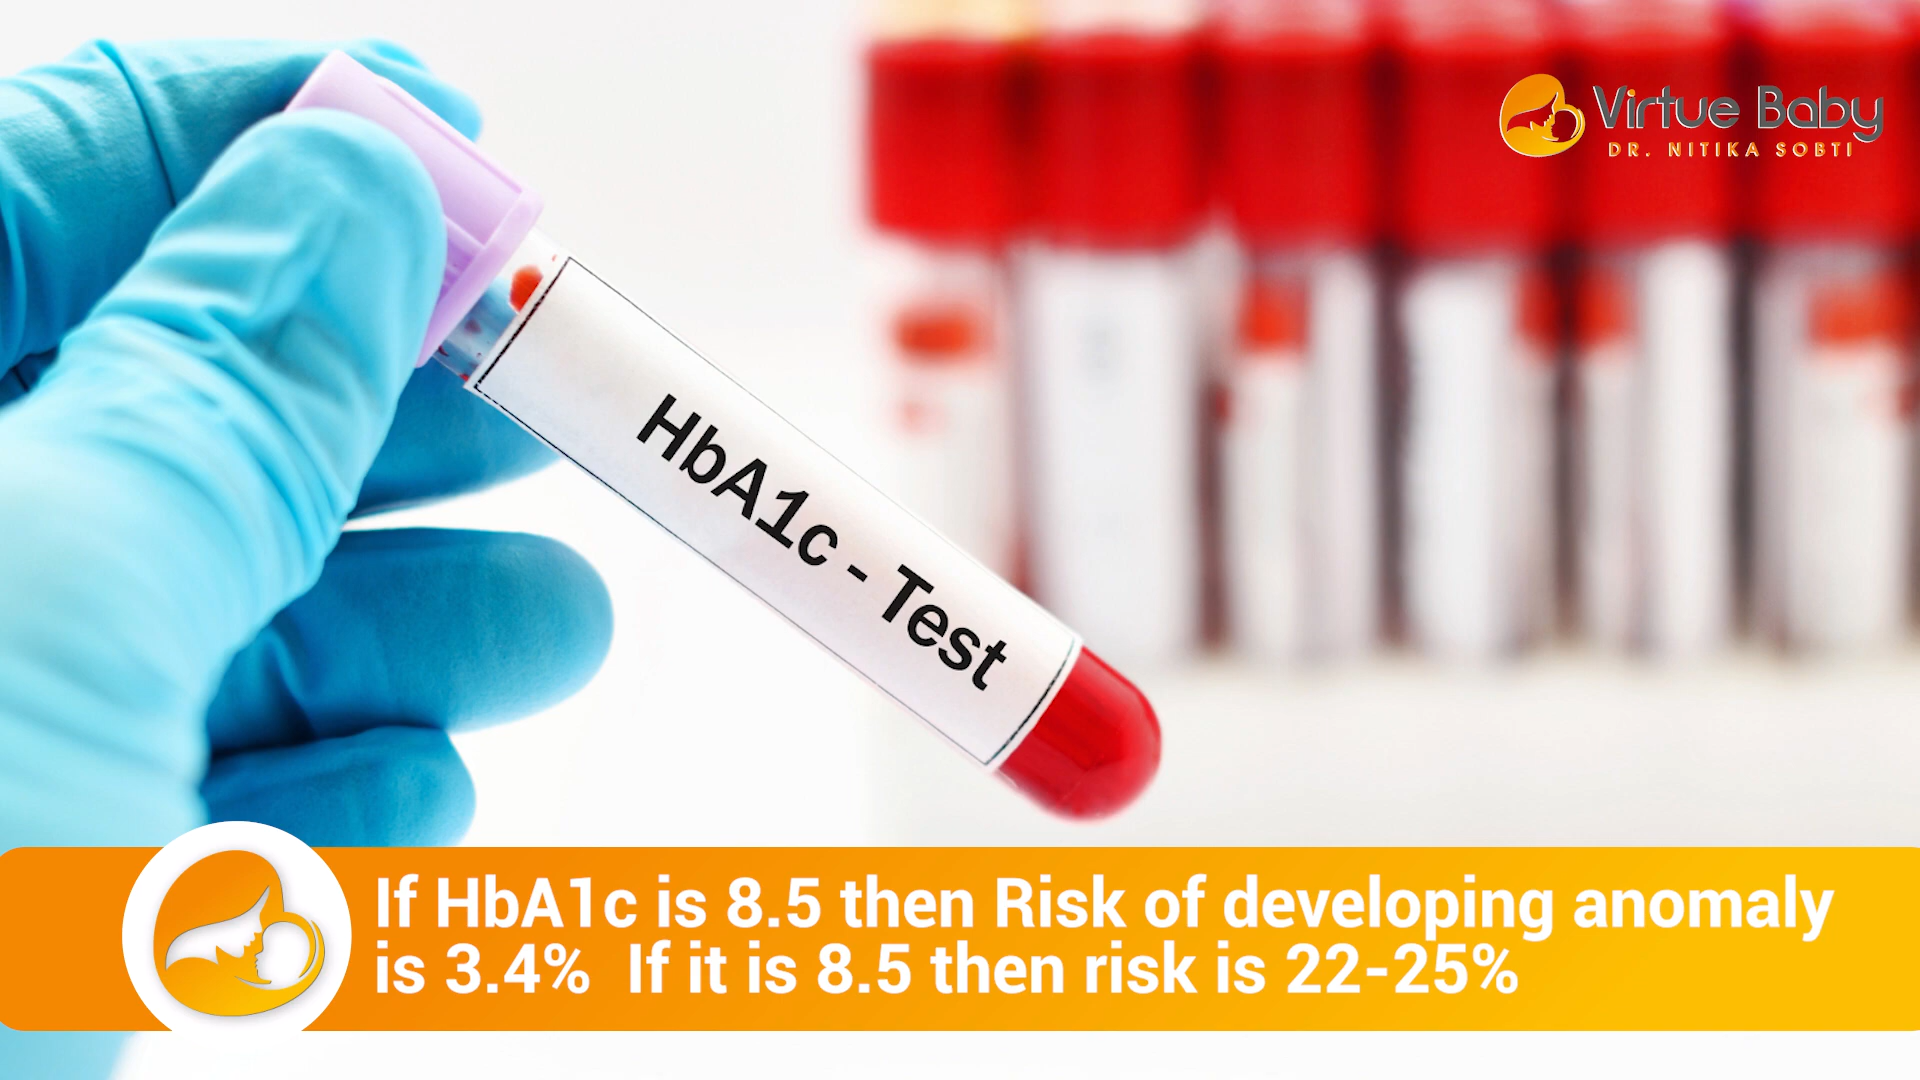 Virtue Baby
DR. NITIKA SOBTI
HbA1c - Test
If HbA1c is 8.5 then Risk of developing anomaly
is 3.4%  If it is 8.5 then risk is 22-25%